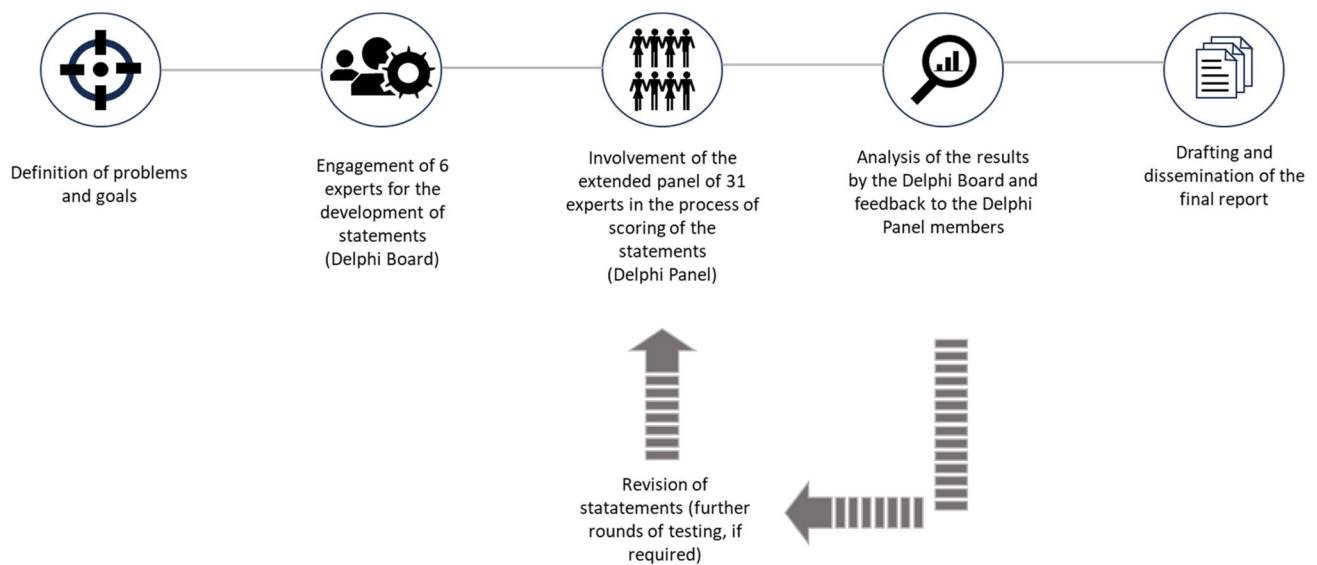 Definition of problems
and goals
Engagement of 6
experts for the
development of
statements
(Delphi Board)
Involvement of the
extended panel of 31
experts in the process of
scoring of the
statements
(Delphi Panel)
Analysis of the results
by the Delphi Board and
feedback to the Delphi
Panel members
Drafting and
dissemination of the
final report
Revision of
statatements (further
rounds of testing, if
required)